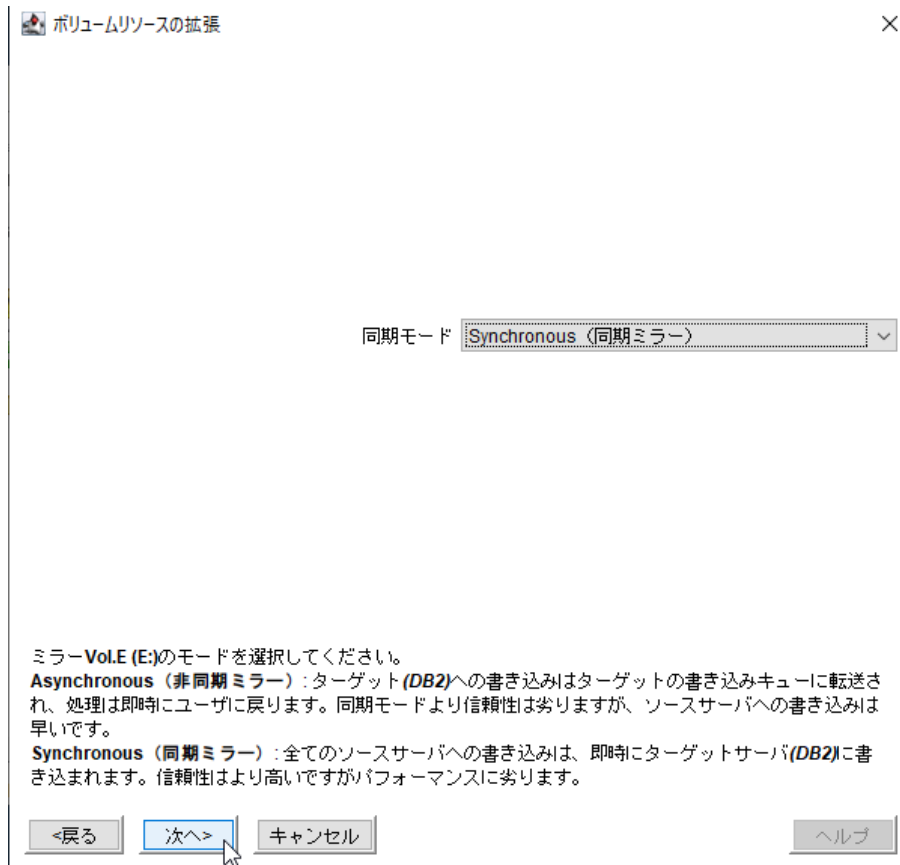 ボリュームリソースの拡張
同期モード Synchronous（同期ミラー）
ミラーVol.E (E:)のモードを選択してください。
Asynchronous（非同期ミラー）: ターゲット(DB2)への書き込みはターゲットの書き込みキューに転送さ
れ、処理は即時にユーザに戻ります。同期モードより信頼性は劣りますが、ソースサーバへの書き込みは
早いです。
Synchronous（同期ミラー）: 全てのソースサーバへの書き込みは、即時にターゲットサーバ(DB2)に書
き込まれます。信頼性はより高いですがパフォーマンスに劣ります。
<戻る 次へ> キャンセル ヘルプ